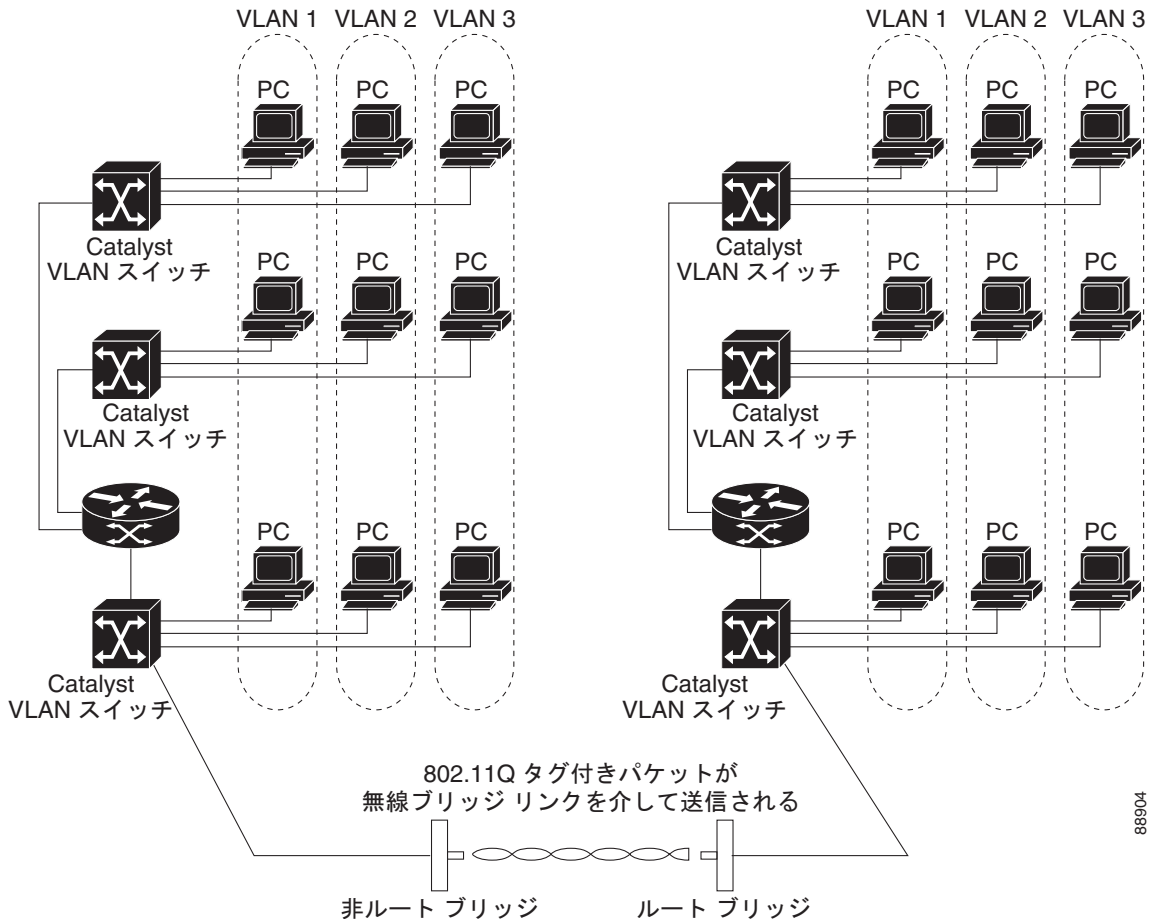 VLAN 1 VLAN 2 VLAN 3
VLAN 1 VLAN 2 VLAN 3
PC PC PC
PC PC PC
Catalyst
VLAN スイッチ
Catalyst
VLAN スイッチ
PC PC PC
PC PC PC
Catalyst
VLAN スイッチ
Catalyst
VLAN スイッチ
PC PC PC
PC PC PC
Catalyst
VLAN スイッチ
Catalyst
VLAN スイッチ
802.11Q タグ付きパケットが
無線ブリッジ リンクを介して送信される
非ルート ブリッジ
ルート ブリッジ
88904